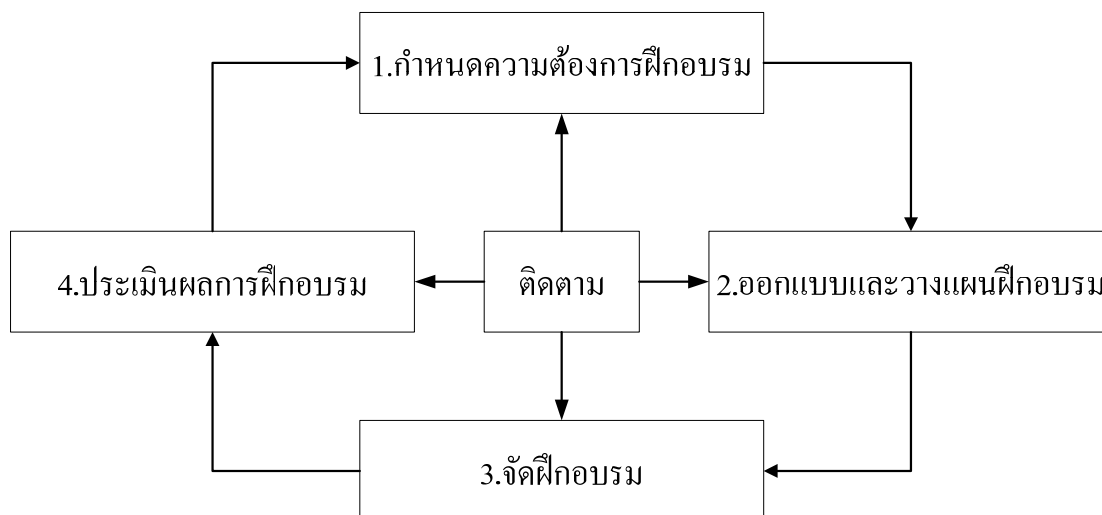 1.กำหนดความต้องการฝึกอบรม
4.ประเมินผลการฝึกอบรม
ติดตาม
2.ออกแบบและวางแผนฝึกอบรม
3.จัดฝึกอบรม